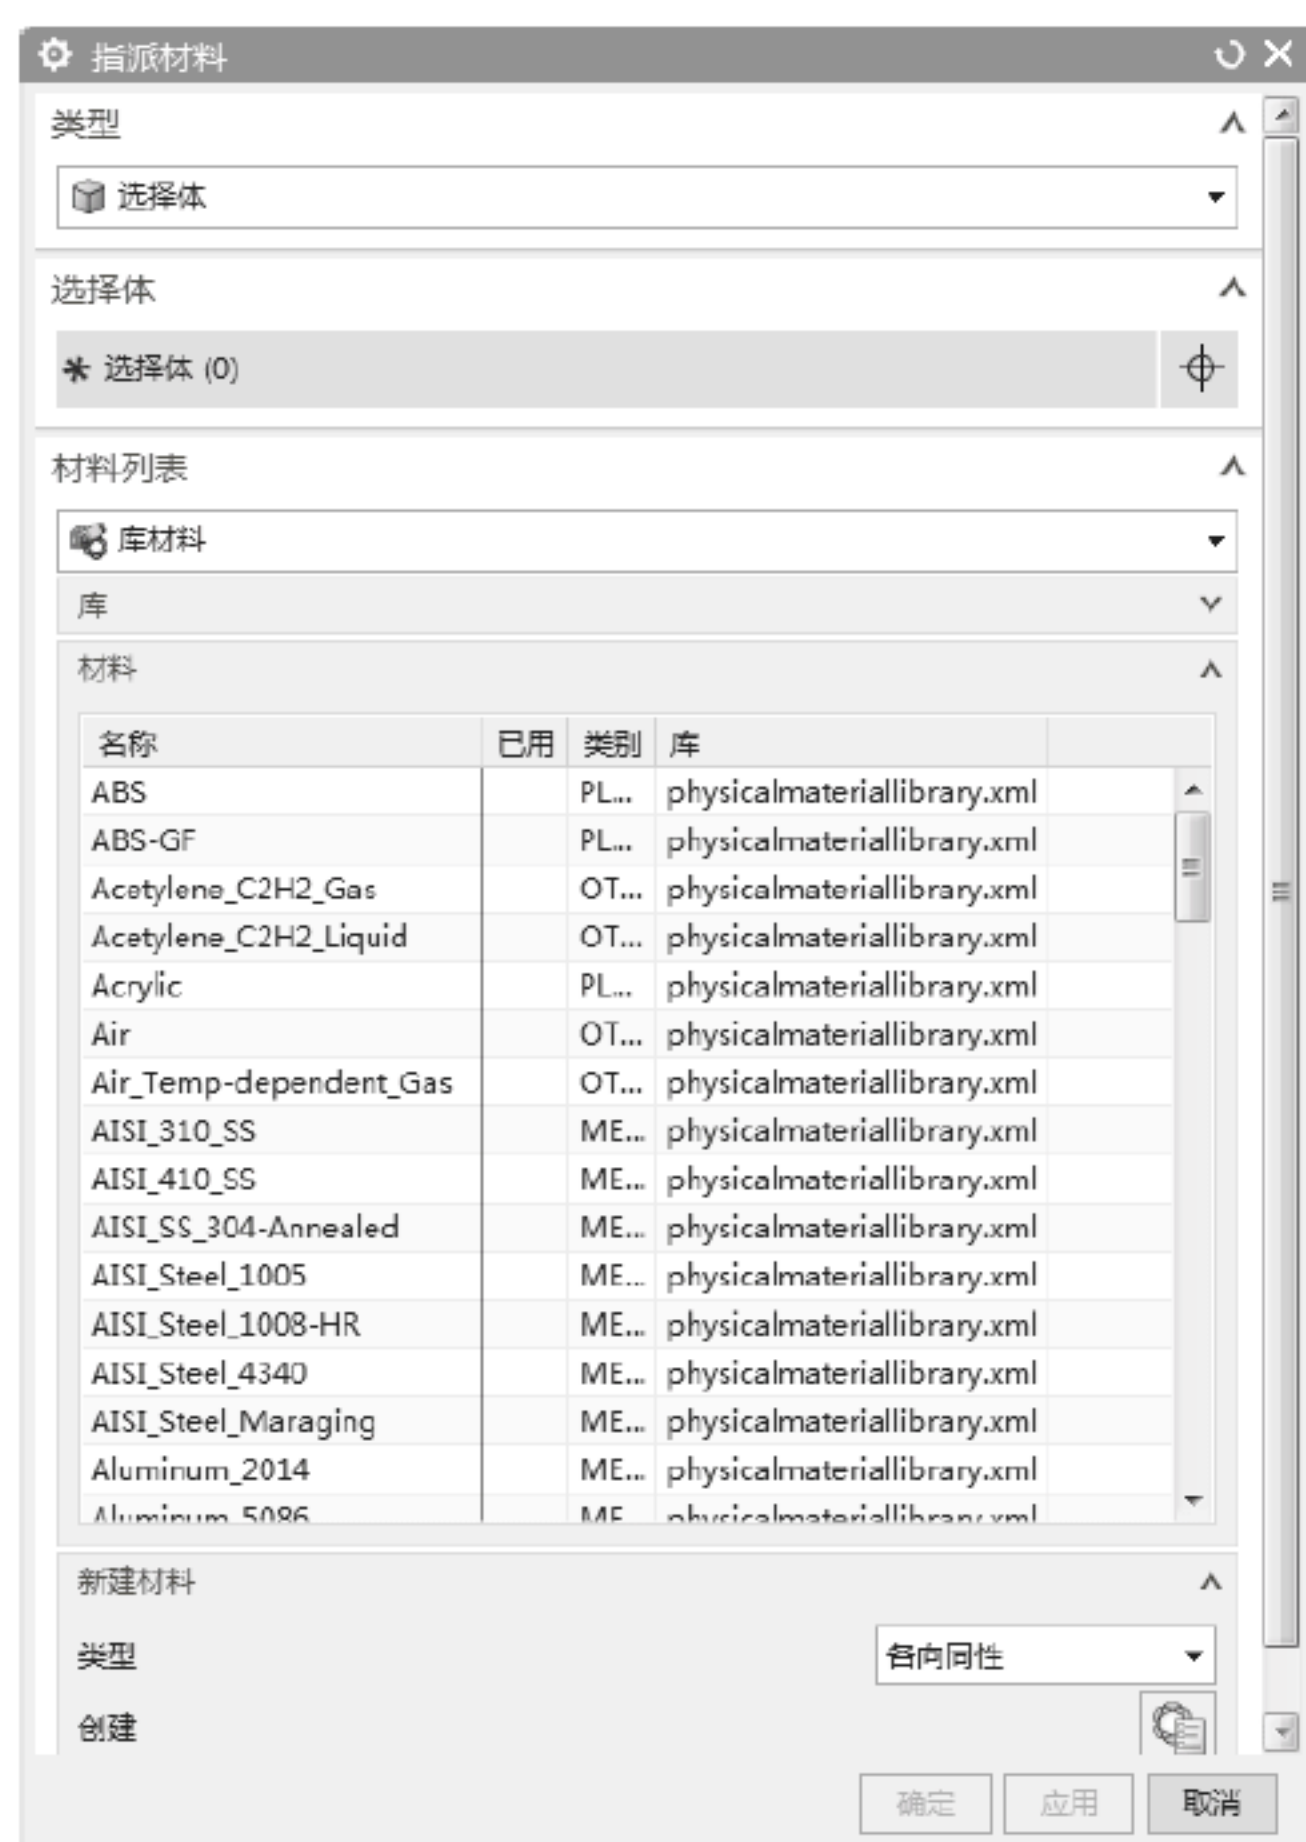 指派材料
类型
选择体
选择体
* 选择体 (0)
材料列表
库材料
库
材料
名称 已用 类别 库
ABS PL... physicalmateriallibrary.xml
ABS-GF PL... physicalmateriallibrary.xml
Acetylene_C2H2_Gas OT... physicalmateriallibrary.xml
Acetylene_C2H2_Liquid OT... physicalmateriallibrary.xml
Acrylic PL... physicalmateriallibrary.xml
Air OT... physicalmateriallibrary.xml
Air_Temp-dependent_Gas OT... physicalmateriallibrary.xml
AISI_310_SS ME... physicalmateriallibrary.xml
AISI_410_SS ME... physicalmateriallibrary.xml
AISI_SS_304-Annealed ME... physicalmateriallibrary.xml
AISI_Steel_1005 ME... physicalmateriallibrary.xml
AISI_Steel_1008-HR ME... physicalmateriallibrary.xml
AISI_Steel_4340 ME... physicalmateriallibrary.xml
AISI_Steel_Maraging ME... physicalmateriallibrary.xml
Aluminum_2014 ME... physicalmateriallibrary.xml
Aluminum_5086 ME... physicalmateriallibrary.xml
新建材料
类型 各向同性
创建
确定 应用 取消